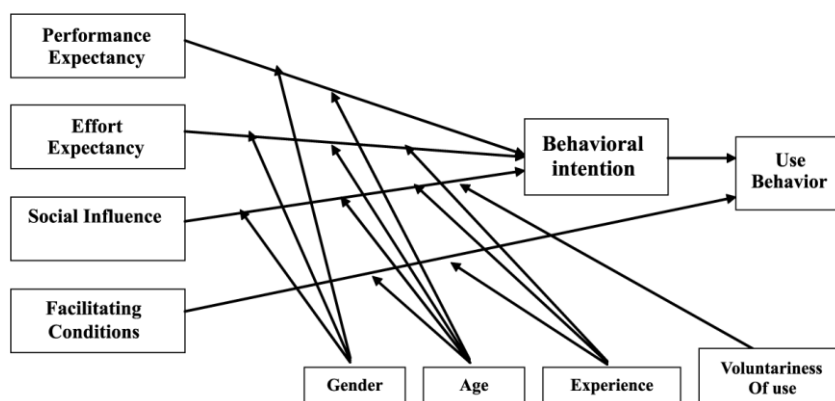 Performance
Expectancy
Effort
Expectancy
Behavioral
intention
Use
Behavior
Social Influence
Facilitating
Conditions
Gender
Age
Experience
Voluntariness
Of use